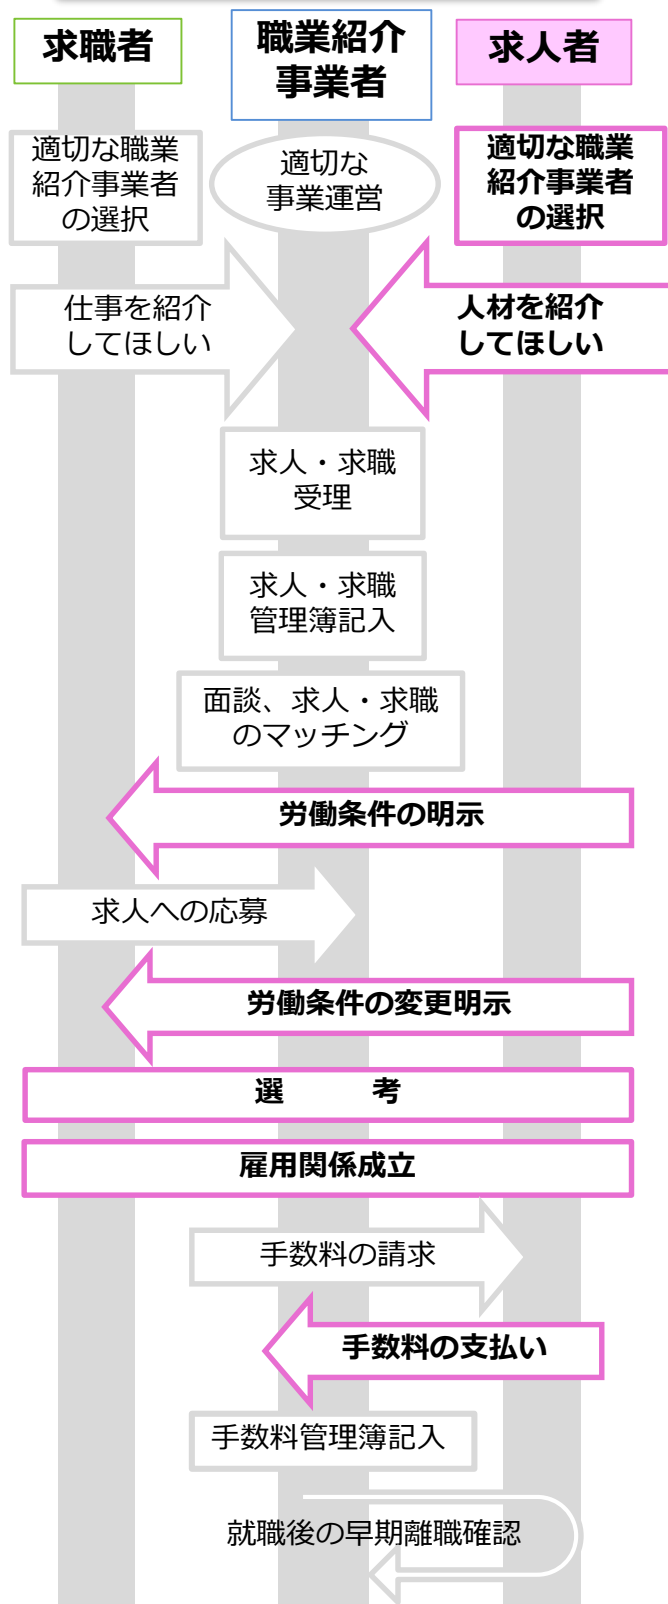 求職者
職業紹介
事業者
求人者
適切な職業
紹介事業者
の選択
適切な
事業運営
適切な職業
紹介事業者
の選択
仕事を紹介
してほしい
人材を紹介
してほしい
求人・求職
受理
求人・求職
管理簿記入
面談、求人・求職
のマッチング
労働条件の明示
求人への応募
労働条件の変更明示
選　　考
雇用関係成立
手数料の請求
手数料の支払い
手数料管理簿記入
就職後の早期離職確認